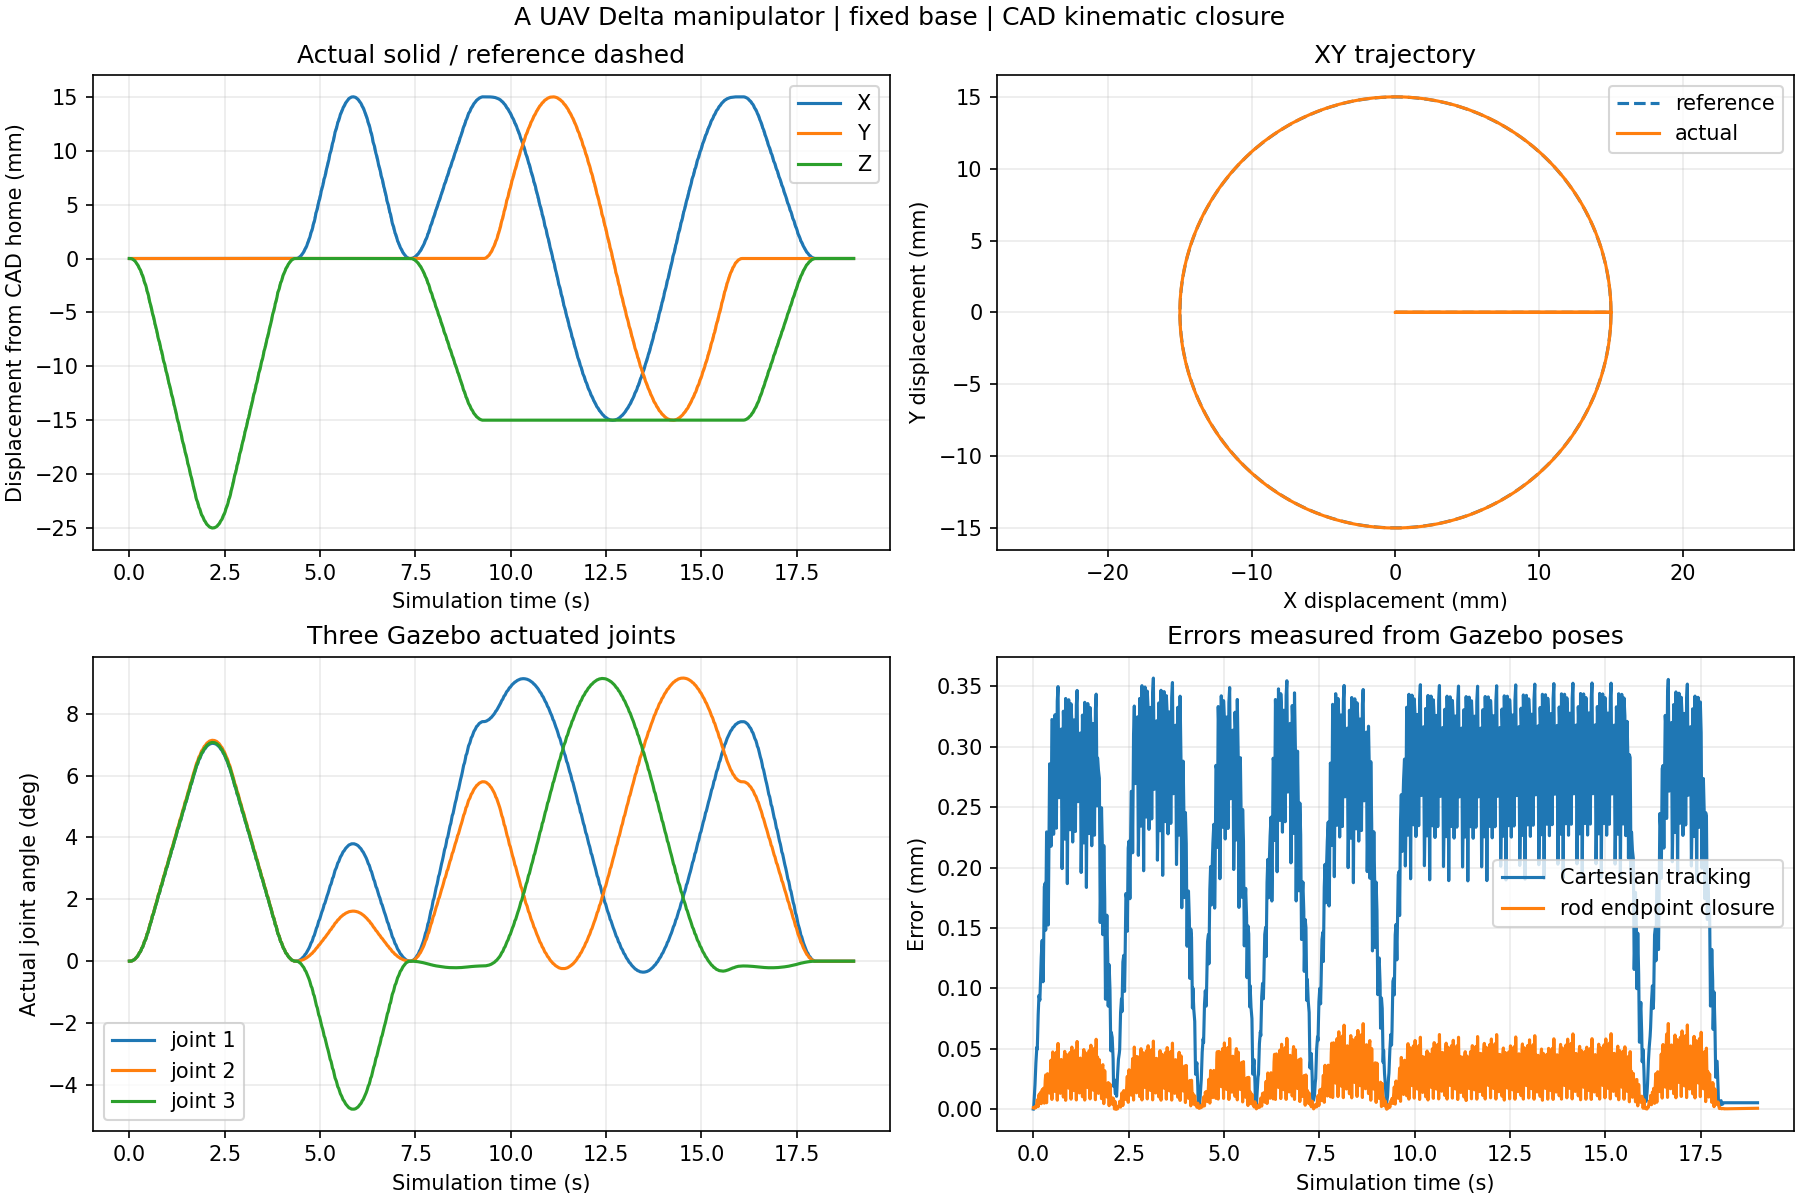 A UAV Delta manipulator | fixed base | CAD kinematic closure
Actual solid / reference dashed
Displacement from CAD home (mm)
15
10
5
0
−5
−10
−15
−20
−25
X
Y
Z
0.0 2.5 5.0 7.5 10.0 12.5 15.0 17.5
Simulation time (s)
XY trajectory
Y displacement (mm)
15
10
5
0
−5
−10
−15
reference
actual
−20 −10 0 10 20
X displacement (mm)
Three Gazebo actuated joints
Actual joint angle (deg)
8
6
4
2
0
−2
−4
joint 1
joint 2
joint 3
0.0 2.5 5.0 7.5 10.0 12.5 15.0 17.5
Simulation time (s)
Errors measured from Gazebo poses
Error (mm)
0.35
0.30
0.25
0.20
0.15
0.10
0.05
0.00
Cartesian tracking
rod endpoint closure
0.0 2.5 5.0 7.5 10.0 12.5 15.0 17.5
Simulation time (s)